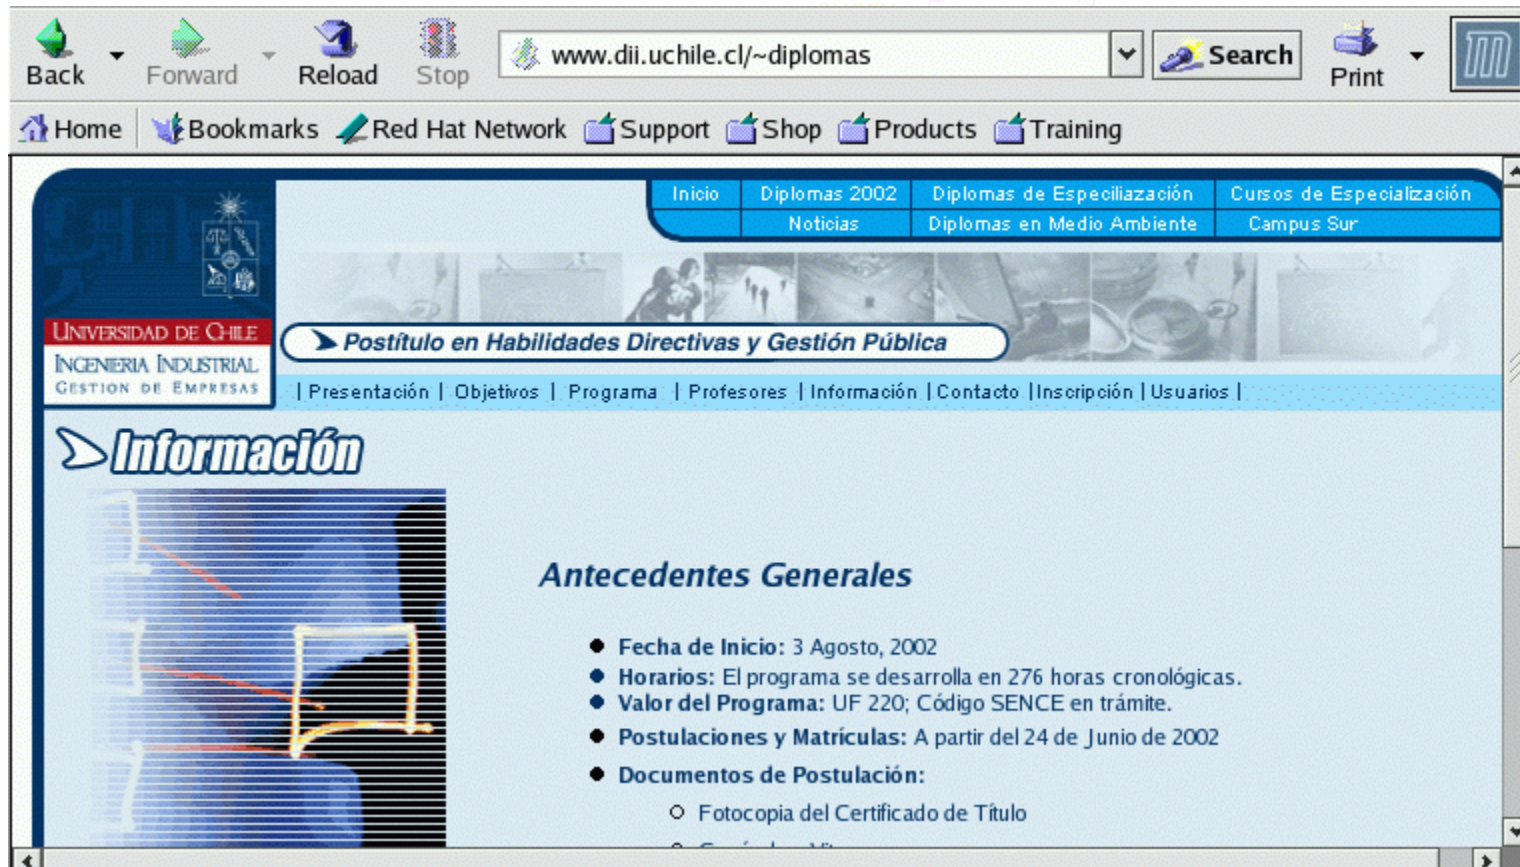 Back Forward Reload Stop www.dii.uchile.cl/~diplomas Search Print
Home Bookmarks Red Hat Network Support Shop Products Training
Inicio Diplomas 2002 Diplomas de Especiliazación Cursos de Especialización
Noticias Diplomas en Medio Ambiente Campus Sur
UNIVERSIDAD DE CHILE
INGENIERIA INDUSTRIAL
GESTION DE EMPRESAS
Postítulo en Habilidades Directivas y Gestión Pública
| Presentación | Objetivos | Programa | Profesores | Información | Contacto | Inscripción | Usuarios |
Información
Antecedentes Generales
Fecha de Inicio: 3 Agosto, 2002
Horarios: El programa se desarrolla en 276 horas cronológicas.
Valor del Programa: UF 220; Código SENCE en trámite.
Postulaciones y Matrículas: A partir del 24 de Junio de 2002
Documentos de Postulación:
Fotocopia del Certificado de Título